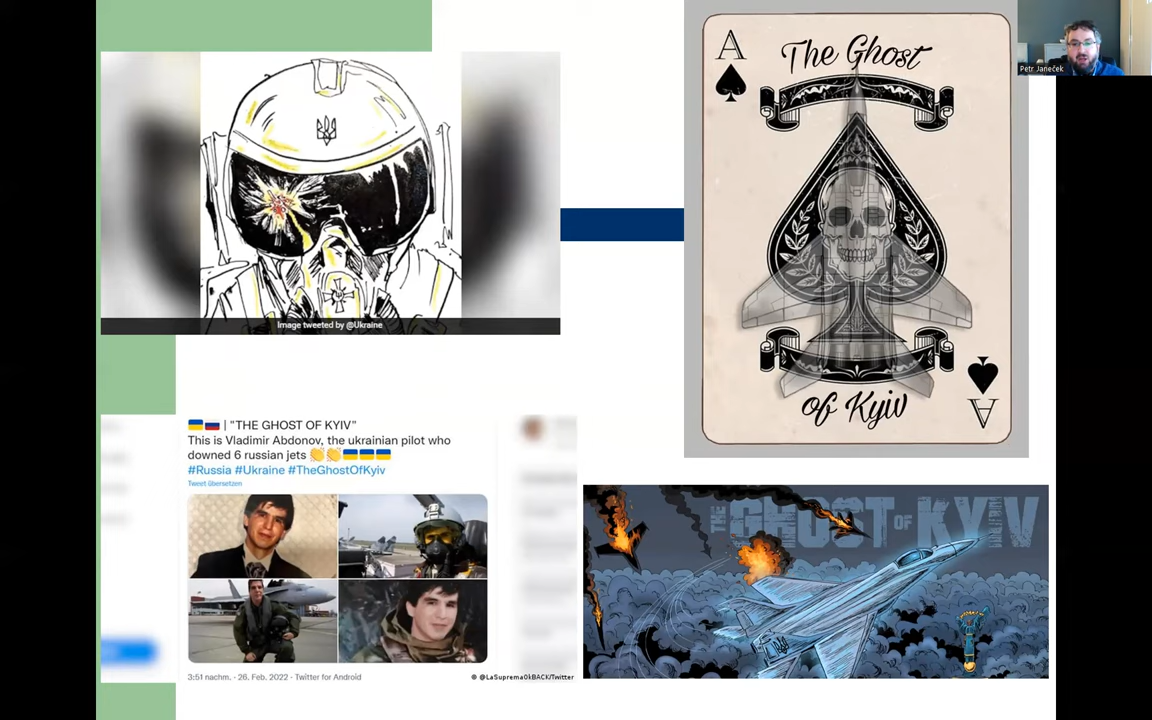 A
The Ghost
Petr Janeček
Image tweeted by @Ukraine
of Kyiv
A
🇺🇦🇷🇺 | "THE GHOST OF KYIV"
This is Vladimir Abdonov, the ukrainian pilot who
downed 6 russian jets 👏👏🇺🇦🇺🇦🇺🇦
#Russia #Ukraine #TheGhostOfKyiv
Tweet übersetzen
3:51 nachm. · 26. Feb. 2022 · Twitter for Android
@LaSuprema0kBACK/Twitter
THE GHOST OF KYIV